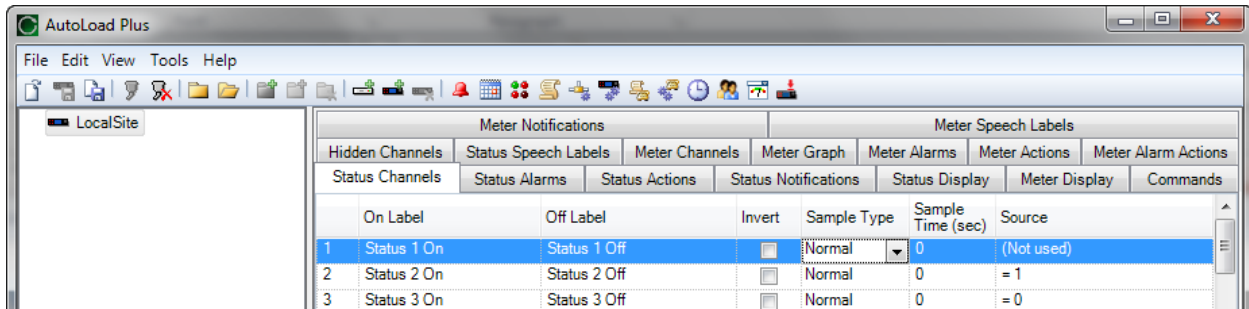 AutoLoad Plus
File Edit View Tools Help
LocalSite
Meter Notifications Meter Speech Labels
Hidden Channels Status Speech Labels Meter Channels Meter Graph Meter Alarms Meter Actions Meter Alarm Actions
Status Channels Status Alarms Status Actions Status Notifications Status Display Meter Display Commands
On Label Off Label Invert Sample Type Sample Time (sec) Source
1 Status 1 On Status 1 Off Normal 0 (Not used)
2 Status 2 On Status 2 Off Normal 0 = 1
3 Status 3 On Status 3 Off Normal 0 = 0